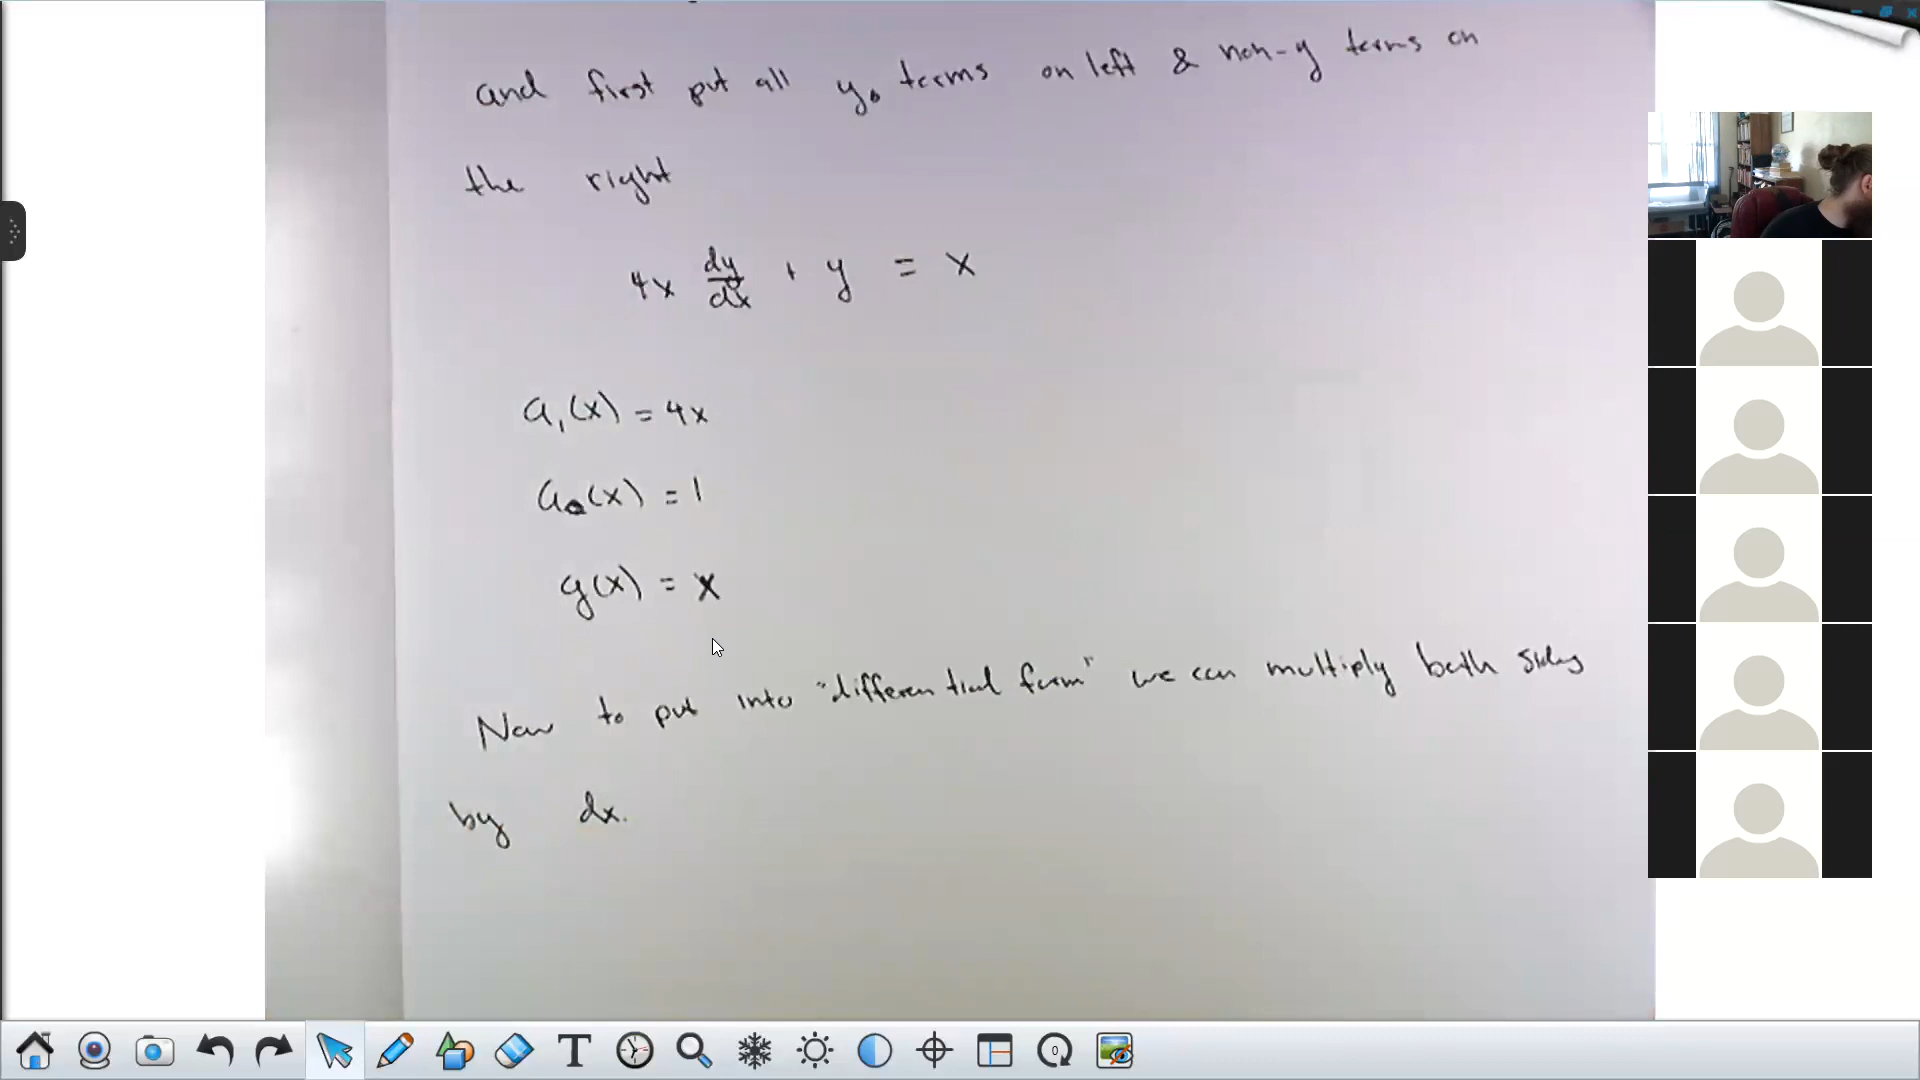 and first put all y. terms on left & non-y terms on
the right
4x dy/dx + y = x
a₁(x) = 4x
a₀(x) = 1
g(x) = x
Now to put into "differential form" we can multiply both sides
by dx.
T
0